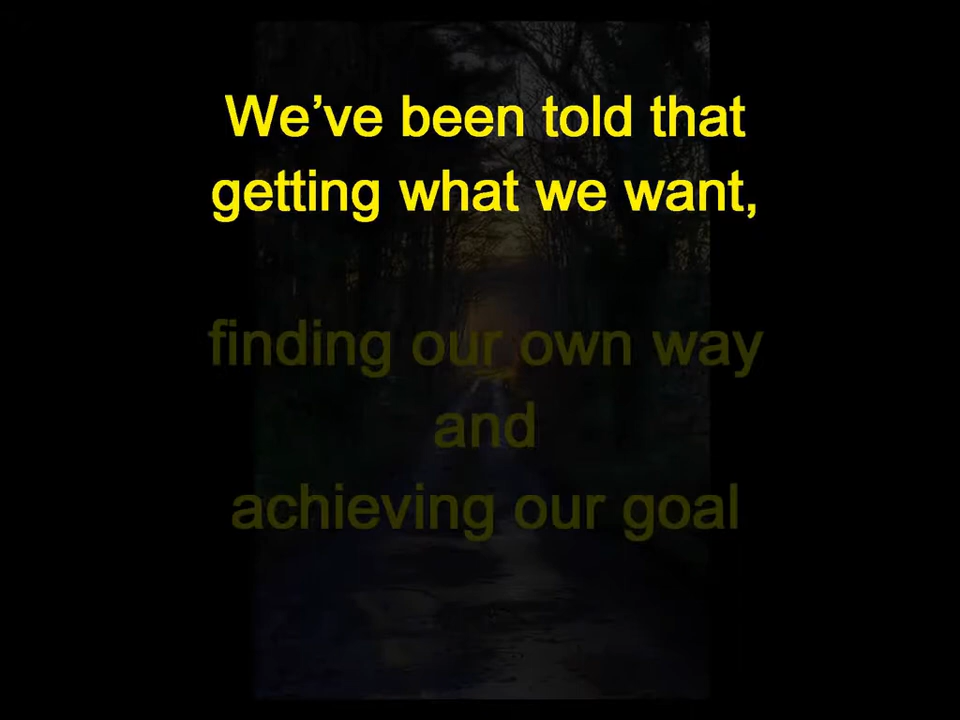 We’ve been told that
getting what we want,
finding our own way
and
achieving our goal